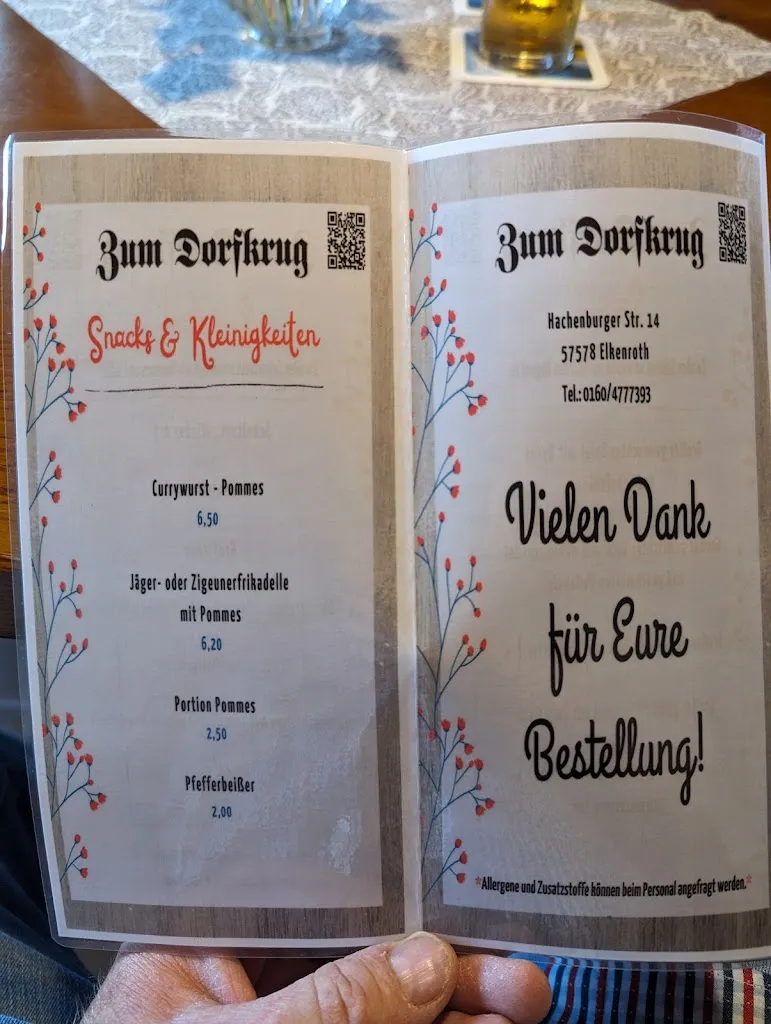 Zum Dorfkrug
Snacks & Kleinigkeiten
Currywurst - Pommes
6,50
Jäger- oder Zigeunerfrikadelle
mit Pommes
6,20
Portion Pommes
2,50
Pfefferbeißer
2,00
Zum Dorfkrug
Hachenburger Str. 14
57578 Elkenroth
Tel.: 0160/4777393
Vielen Dank
für Eure
Bestellung!
*Allergene und Zusatzstoffe können beim Personal angefragt werden.*